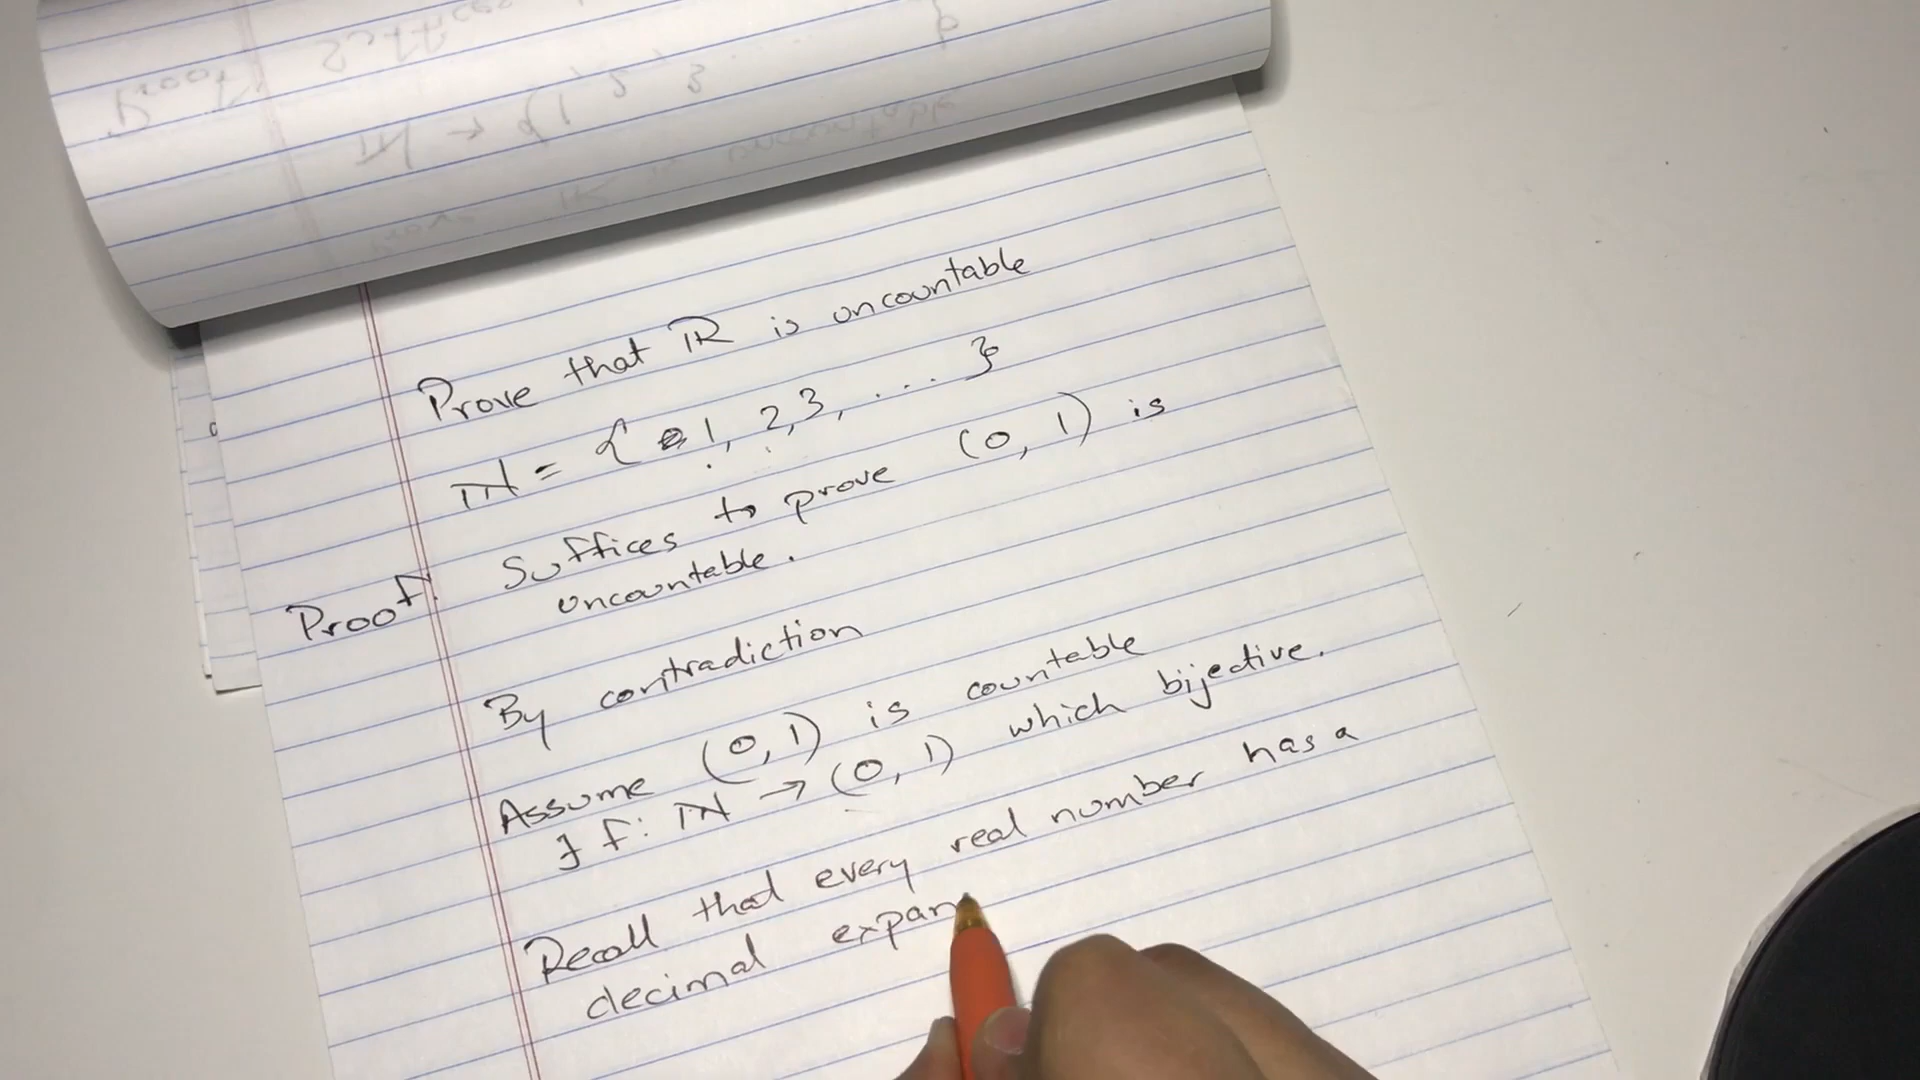 Prove that ℝ is uncountable
ℕ = { 1, 2, 3, ... }
Proof: Suffices to prove (0, 1) is
uncountable.
By contradiction
Assume (0, 1) is countable
∃ f: ℕ → (0, 1) which bijective.
Recall that every real number has a
decimal expan